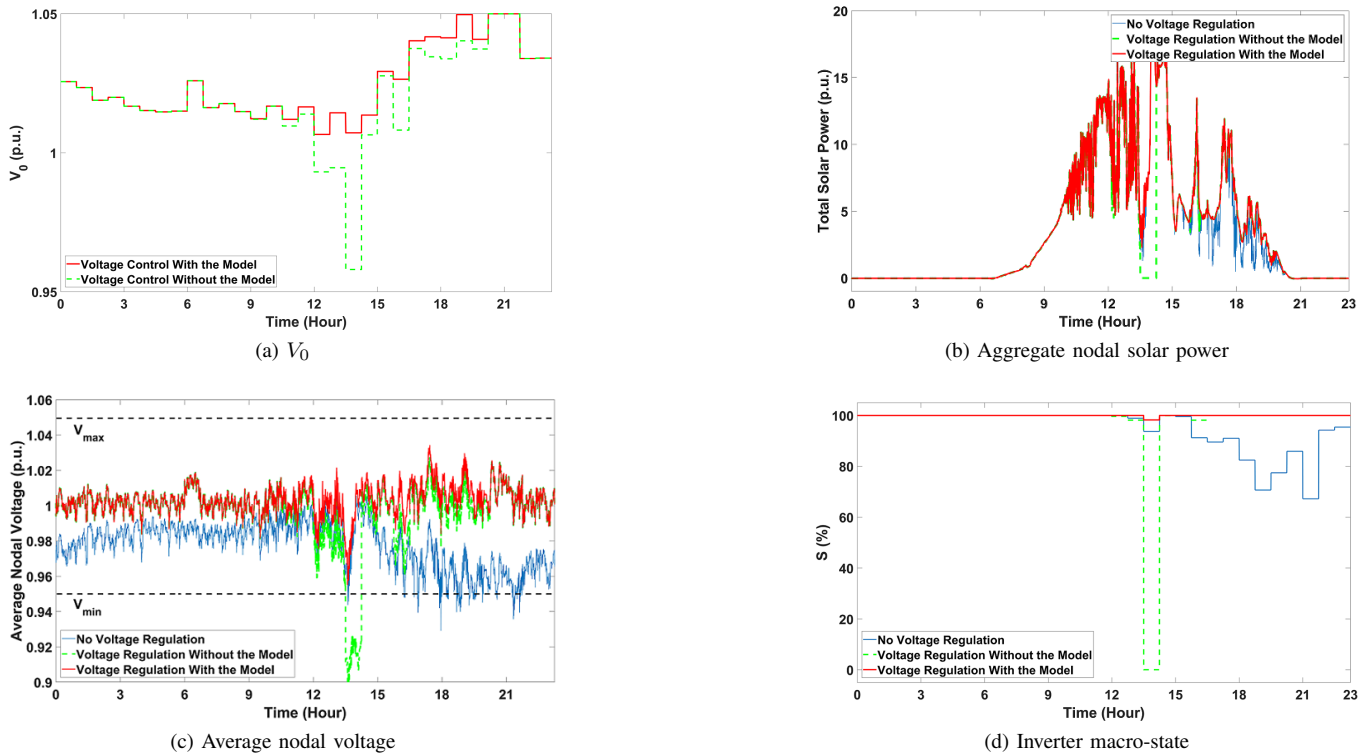 1.05
1
0.95
V0 (p.u.)
Voltage Control With the Model
Voltage Control Without the Model
0 3 6 9 12 15 18 21
Time (Hour)
(a) V0
20
15
10
5
0
Total Solar Power (p.u.)
No Voltage Regulation
Voltage Regulation Without the Model
Voltage Regulation With the Model
0 3 6 9 12 15 18 21 23
Time (Hour)
(b) Aggregate nodal solar power
1.06
1.04
1.02
1
0.98
0.96
0.94
0.92
0.9
Average Nodal Voltage (p.u.)
Vmax
Vmin
No Voltage Regulation
Voltage Regulation Without the Model
Voltage Regulation With the Model
0 3 6 9 12 15 18 21
Time (Hour)
(c) Average nodal voltage
100
80
60
40
20
0
S (%)
No Voltage Regulation
Voltage Regulation Without the Model
Voltage Regulation With the Model
0 3 6 9 12 15 18 21 23
Time (Hour)
(d) Inverter macro-state